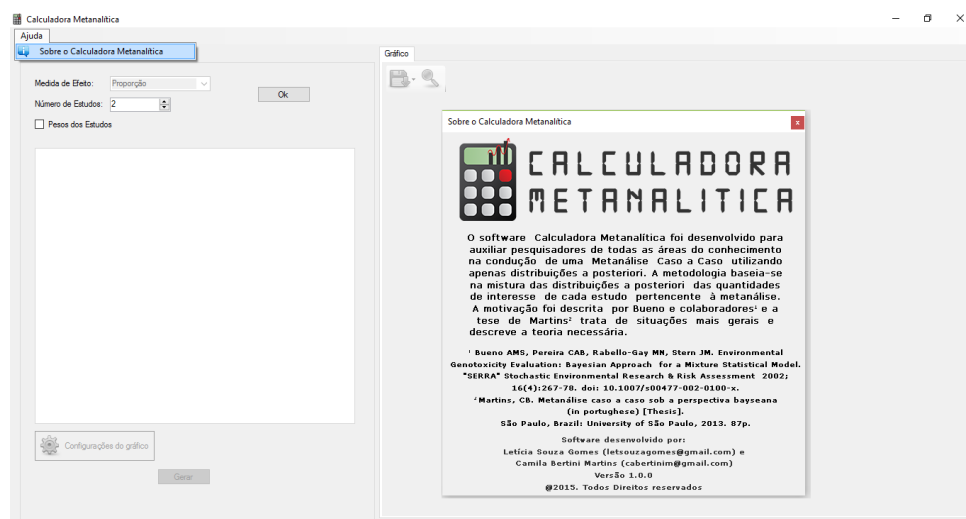 Calculadora Metanalítica
Ajuda
Sobre o Calculadora Metanalítica
Medida de Efeito: Proporção
Ok
Número de Estudos: 2
Pesos dos Estudos
Configurações do gráfico
Gerar
Gráfico
Sobre o Calculadora Metanalítica
x
CALCULADORA
METANALITICA
O software Calculadora Metanalítica foi desenvolvido para
auxiliar pesquisadores de todas as áreas do conhecimento
na condução de uma Metanálise Caso a Caso utilizando
apenas distribuições a posteriori. A metodologia baseia-se
na mistura das distribuições a posteriori das quantidades
de interesse de cada estudo pertencente à metanálise.
A motivação foi descrita por Bueno e colaboradores¹ e a
tese de Martins² trata de situações mais gerais e
descreve a teoria necessária.
¹ Bueno AMS, Pereira CAB, Rabello-Gay MN, Stern JM. Environmental
Genotoxicity Evaluation: Bayesian Approach for a Mixture Statistical Model.
"SERRA" Stochastic Environmental Research & Risk Assessment 2002;
16(4):267-78. doi: 10.1007/s00477-002-0100-x.
² Martins, CB. Metanálise caso a caso sob a perspectiva bayseana
(in portughese) [Thesis].
São Paulo, Brazil: University of São Paulo, 2013. 87p.
Software desenvolvido por:
Letícia Souza Gomes (letsouzagomes@gmail.com) e
Camila Bertini Martins (cabertinim@gmail.com)
Versão 1.0.0
@2015. Todos Direitos reservados